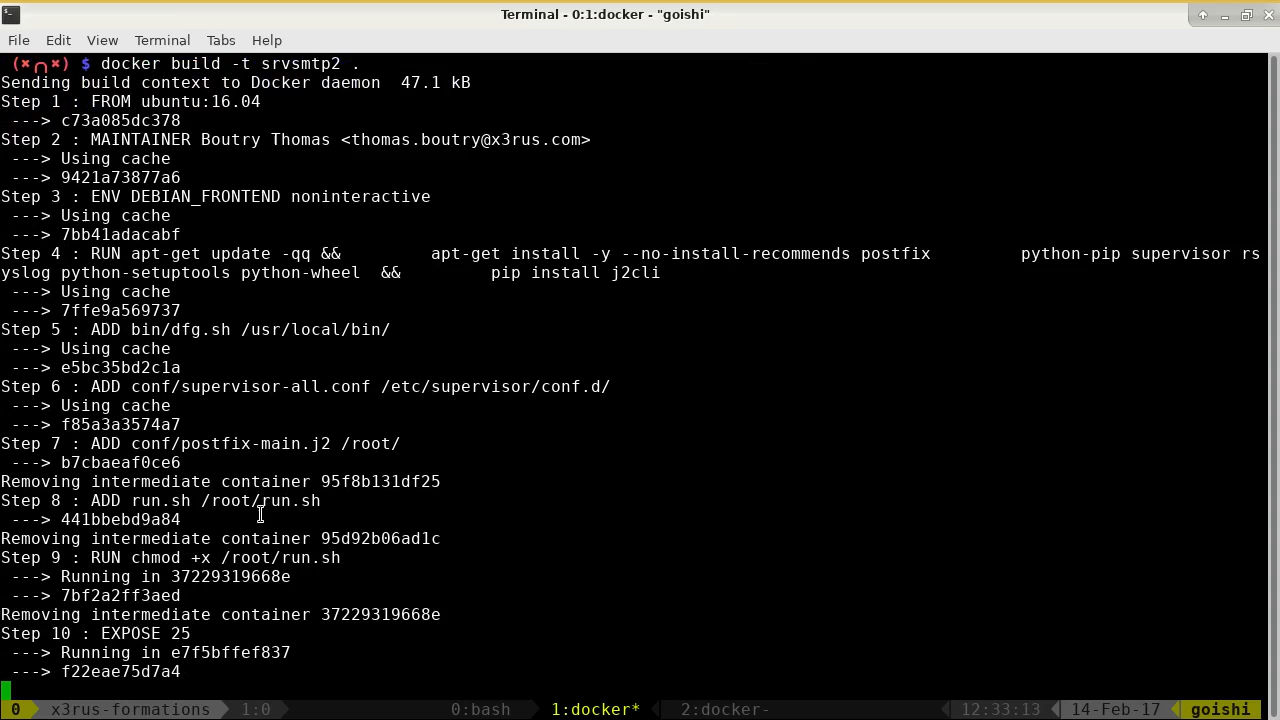 Terminal - 0:1:docker - "goishi"
File Edit View Terminal Tabs Help
(✖╭╮✖) $ docker build -t srvsmtp2 .
Sending build context to Docker daemon  47.1 kB
Step 1 : FROM ubuntu:16.04
 ---> c73a085dc378
Step 2 : MAINTAINER Boutry Thomas <thomas.boutry@x3rus.com>
 ---> Using cache
 ---> 9421a73877a6
Step 3 : ENV DEBIAN_FRONTEND noninteractive
 ---> Using cache
 ---> 7bb41adacabf
Step 4 : RUN apt-get update -qq &&         apt-get install -y --no-install-recommends postfix         python-pip supervisor rs
yslog python-setuptools python-wheel  &&         pip install j2cli
 ---> Using cache
 ---> 7ffe9a569737
Step 5 : ADD bin/dfg.sh /usr/local/bin/
 ---> Using cache
 ---> e5bc35bd2c1a
Step 6 : ADD conf/supervisor-all.conf /etc/supervisor/conf.d/
 ---> Using cache
 ---> f85a3a3574a7
Step 7 : ADD conf/postfix-main.j2 /root/
 ---> b7cbaeaf0ce6
Removing intermediate container 95f8b131df25
Step 8 : ADD run.sh /root/run.sh
 ---> 441bbebd9a84
Removing intermediate container 95d92b06ad1c
Step 9 : RUN chmod +x /root/run.sh
 ---> Running in 37229319668e
 ---> 7bf2a2ff3aed
Removing intermediate container 37229319668e
Step 10 : EXPOSE 25
 ---> Running in e7f5bffef837
 ---> f22eae75d7a4
0 x3rus-formations 1:0 0:bash 1:docker* 2:docker- 12:33:13 14-Feb-17 goishi